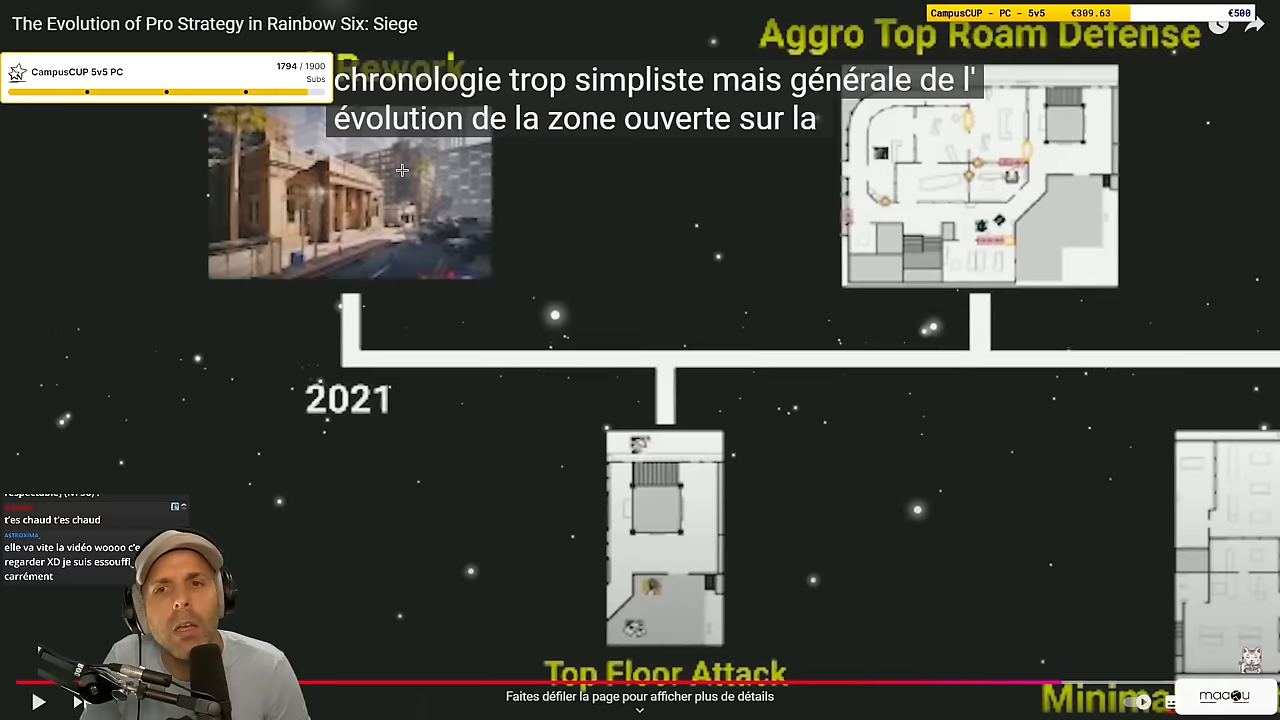 The Evolution of Pro Strategy in Rainbow Six: Siege
CampusCUP - PC - 5v5 €309.63 €500
Aggro Top Roam Defense
Rework
CampusCUP 5v5 PC
1794 / 1900
Subs
chronologie trop simpliste mais générale de l'
évolution de la zone ouverte sur la
2021
t'es chaud t'es chaud
ASTROXIMA_
elle va vite la vidéo woooo
regarder XD je suis
carrément
Top Floor Attack
Faites défiler la page pour afficher plus de détails